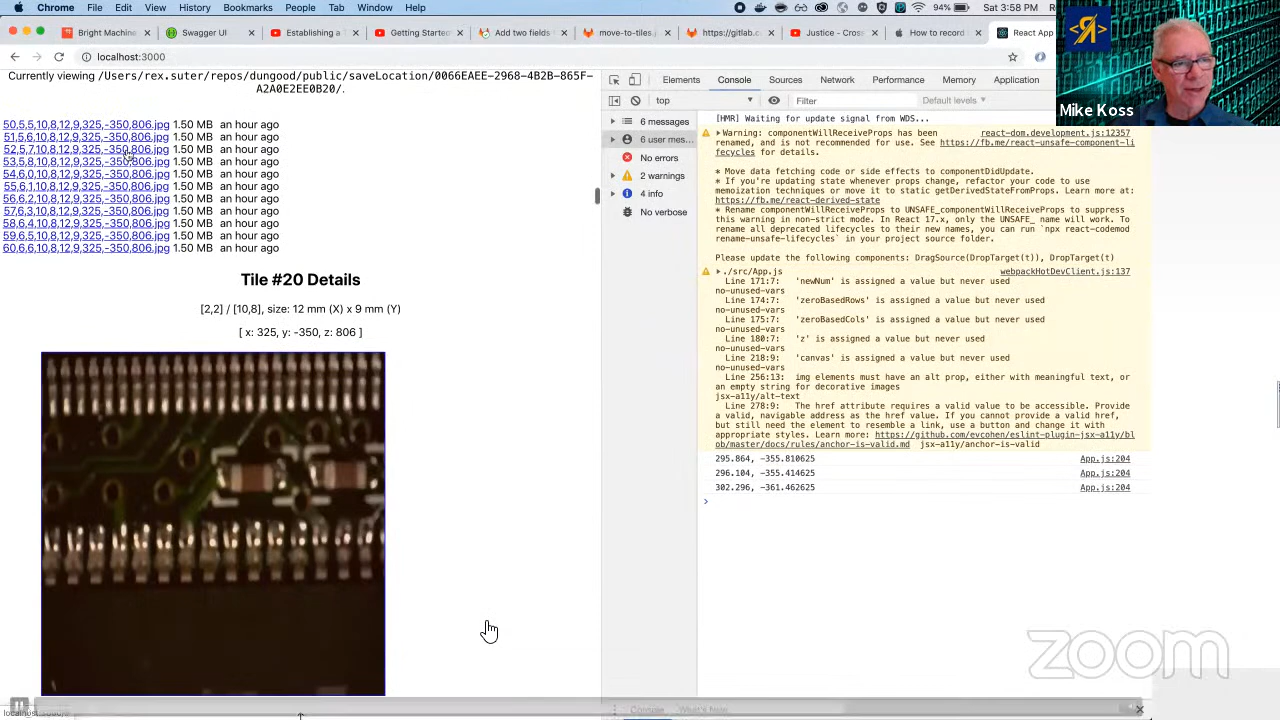 Chrome File Edit View History Bookmarks People Tab Window Help 94% Sat 3:58 PM
Bright Machine
Swagger UI
Establishing a
Getting Started
Add two fields
move-to-tiles.j
https://gitlab.c
Justice - Cross
How to record
React App
localhost:3000
Currently viewing /Users/rex.suter/repos/dungood/public/saveLocation/0066EAEE-2968-4B2B-865F-
A2A0E2EE0B20/.
50,5,5,10,8,12,9,325,-350,806.jpg 1.50 MB an hour ago
51,5,6,10,8,12,9,325,-350,806.jpg 1.50 MB an hour ago
52,5,7,10,8,12,9,325,-350,806.jpg 1.50 MB an hour ago
53,5,8,10,8,12,9,325,-350,806.jpg 1.50 MB an hour ago
54,6,0,10,8,12,9,325,-350,806.jpg 1.50 MB an hour ago
55,6,1,10,8,12,9,325,-350,806.jpg 1.50 MB an hour ago
56,6,2,10,8,12,9,325,-350,806.jpg 1.50 MB an hour ago
57,6,3,10,8,12,9,325,-350,806.jpg 1.50 MB an hour ago
58,6,4,10,8,12,9,325,-350,806.jpg 1.50 MB an hour ago
59,6,5,10,8,12,9,325,-350,806.jpg 1.50 MB an hour ago
60,6,6,10,8,12,9,325,-350,806.jpg 1.50 MB an hour ago
Tile #20 Details
[2,2] / [10,8], size: 12 mm (X) x 9 mm (Y)
[ x: 325, y: -350, z: 806 ]
Elements Console Sources Network Performance Memory Application
top Filter Default levels
6 messages
6 user mes...
No errors
2 warnings
4 info
No verbose
[HMR] Waiting for update signal from WDS...
Warning: componentWillReceiveProps has been react-dom.development.js:12357
renamed, and is not recommended for use. See https://fb.me/react-unsafe-component-li
fecycles for details.
* Move data fetching code or side effects to componentDidUpdate.
* If you're updating state whenever props change, refactor your code to use
memoization techniques or move it to static getDerivedStateFromProps. Learn more at:
https://fb.me/react-derived-state
* Rename componentWillReceiveProps to UNSAFE_componentWillReceiveProps to suppress
this warning in non-strict mode. In React 17.x, only the UNSAFE_ name will work. To
rename all deprecated lifecycles to their new names, you can run `npx react-codemod
rename-unsafe-lifecycles` in your project source folder.
Please update the following components: DragSource(DropTarget(t)), DropTarget(t)
./src/App.js webpackHotDevClient.js:137
Line 171:7: 'newNum' is assigned a value but never used
no-unused-vars
Line 174:7: 'zeroBasedRows' is assigned a value but never used
no-unused-vars
Line 175:7: 'zeroBasedCols' is assigned a value but never used
no-unused-vars
Line 180:7: 'z' is assigned a value but never used
no-unused-vars
Line 218:9: 'canvas' is assigned a value but never used
no-unused-vars
Line 256:13: img elements must have an alt prop, either with meaningful text, or
an empty string for decorative images
jsx-a11y/alt-text
Line 278:9: The href attribute requires a valid value to be accessible. Provide
a valid, navigable address as the href value. If you cannot provide a valid href,
but still need the element to resemble a link, use a button and change it with
appropriate styles. Learn more: https://github.com/evcohen/eslint-plugin-jsx-a11y/bl
ob/master/docs/rules/anchor-is-valid.md jsx-a11y/anchor-is-valid
295.864, -355.810625 App.js:204
296.104, -355.414625 App.js:204
302.296, -361.462625 App.js:204
Console What's New
Mike Koss
zoom